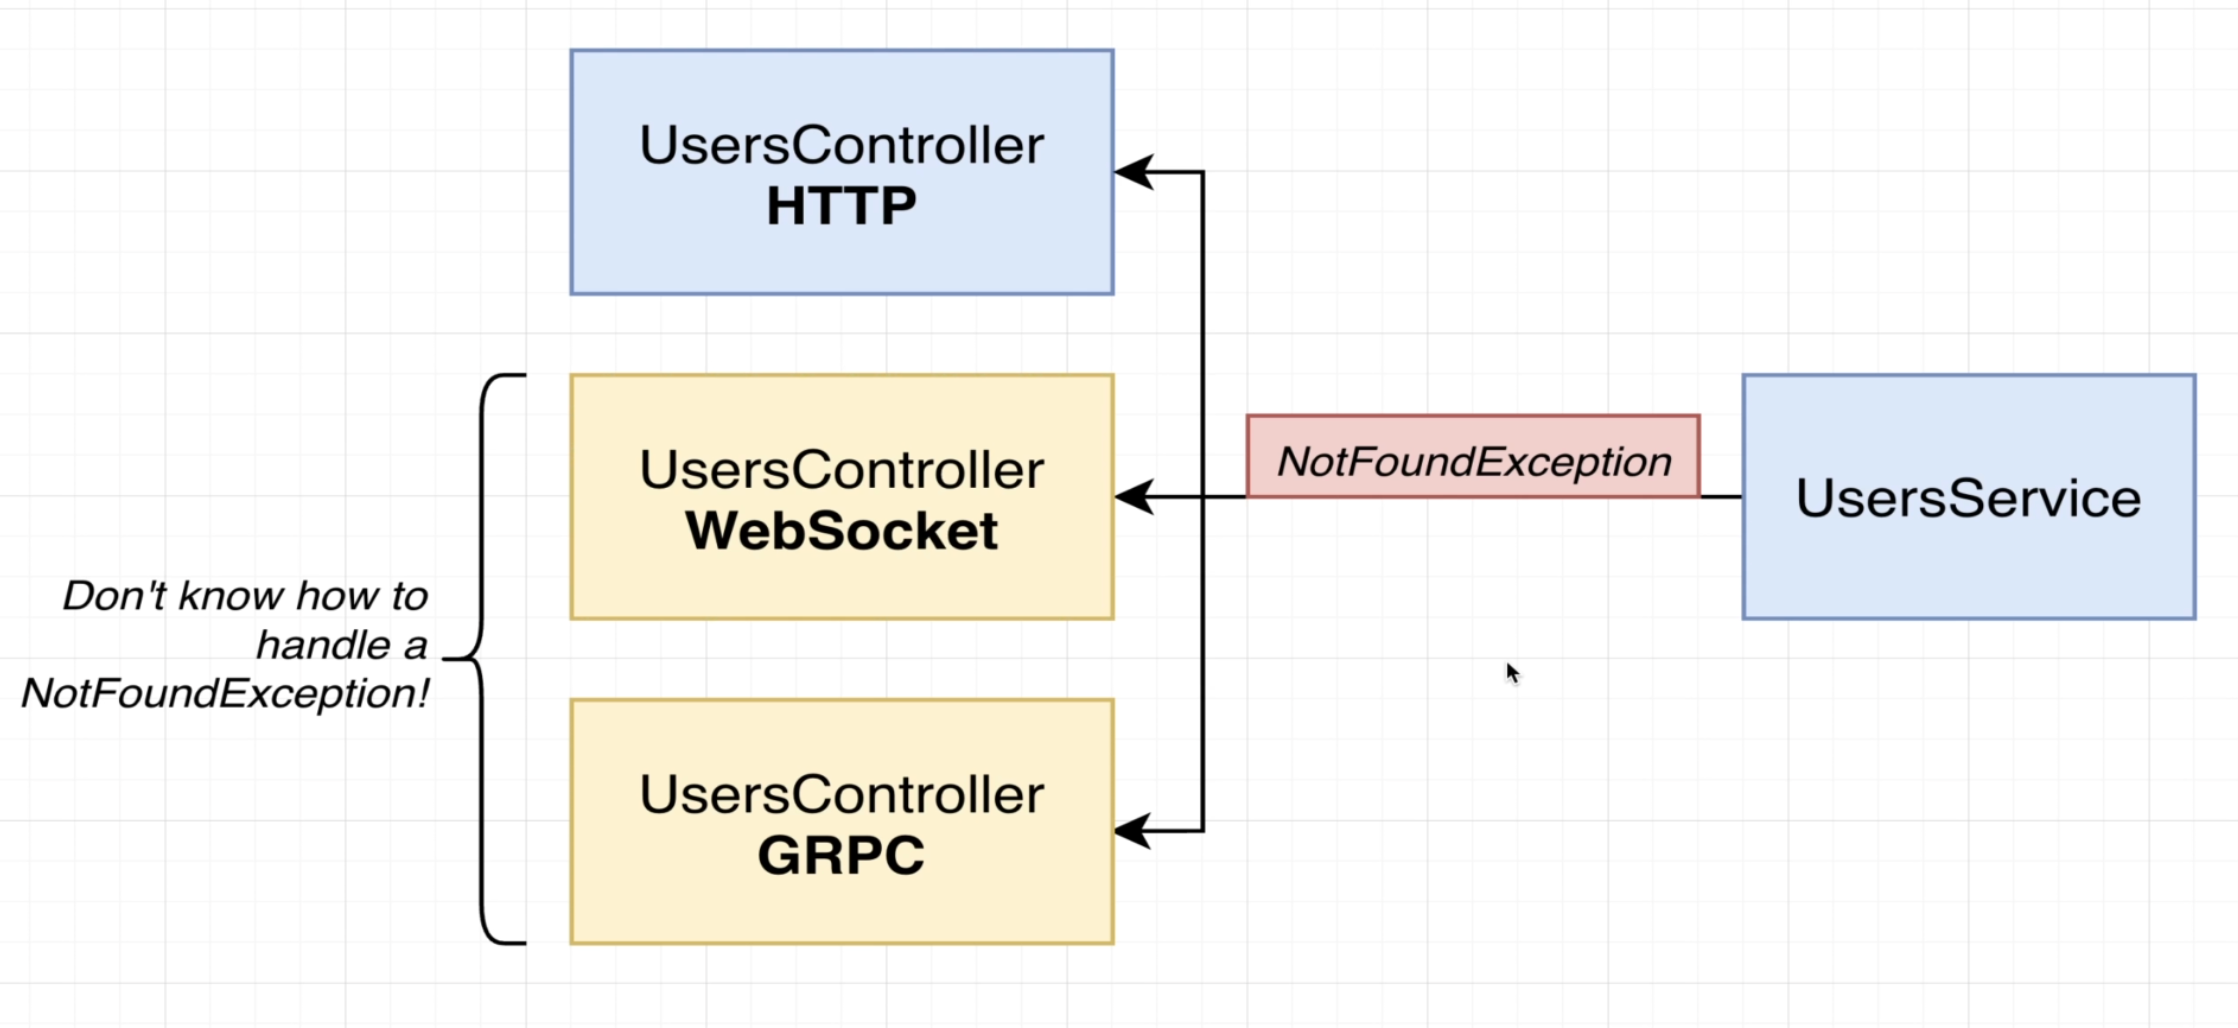 UsersController
HTTP
UsersController
WebSocket
NotFoundException
UsersService
Don't know how to
handle a
NotFoundException!
UsersController
GRPC